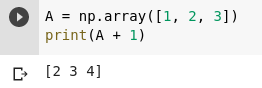 A = np.array([1, 2, 3])
print(A + 1)
[2 3 4]